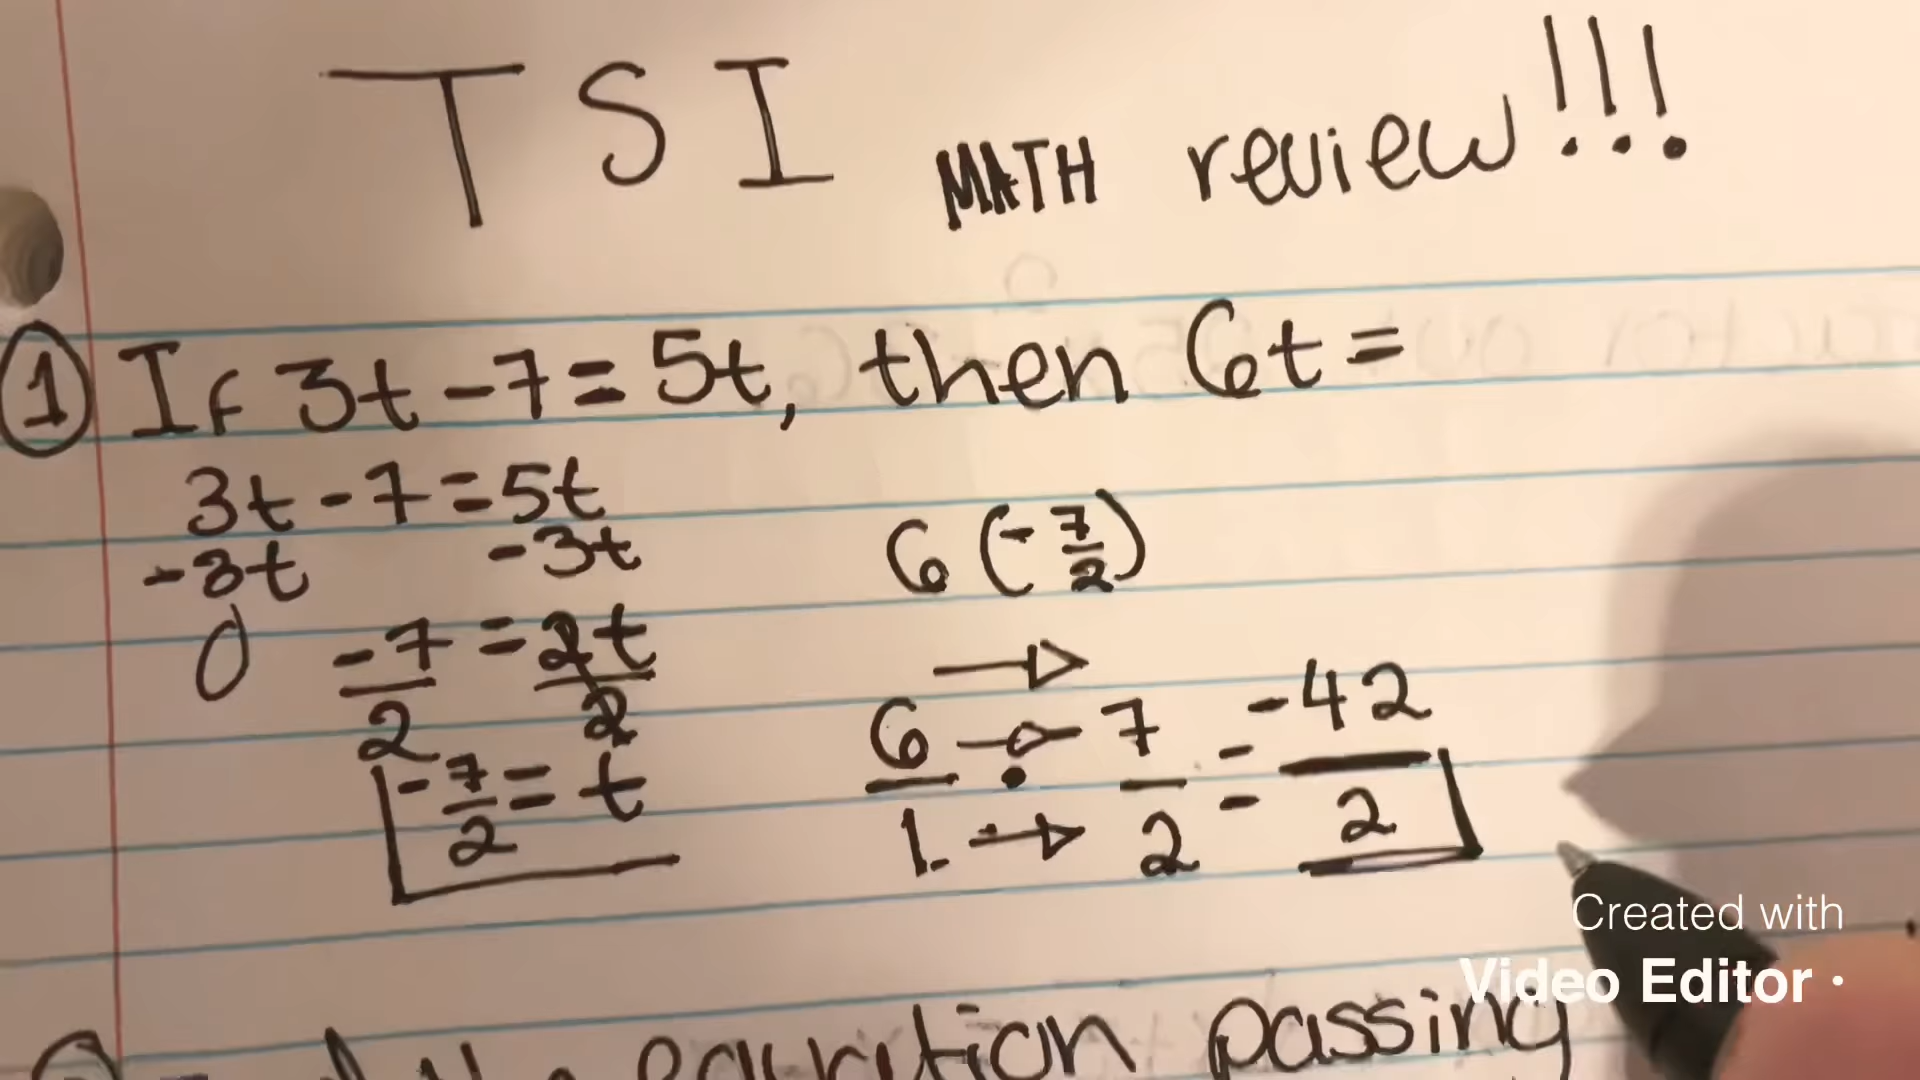 TSI MATH review!!!
① If 3t - 7 = 5t, then 6t =
3t - 7 = 5t
-3t -3t
0 -7/2 = 2t/2
-7/2 = t
6 (-7/2)
6/1 · 7/2 = -42/2
equation passing
Created with
Video Editor ·